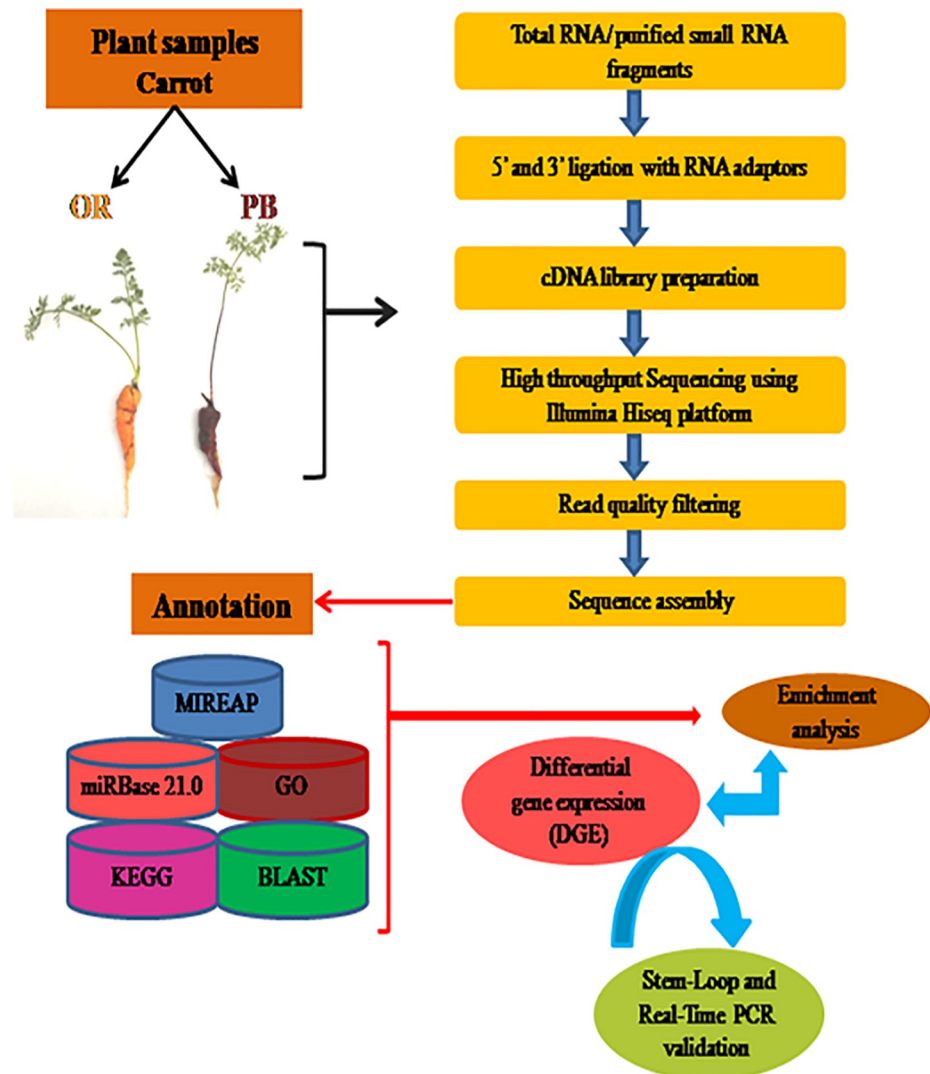 Plant samples
Carrot
OR
PB
Total RNA/purified small RNA
fragments
5' and 3' ligation with RNA adaptors
cDNA library preparation
High throughput Sequencing using
Illumina Hiseq platform
Read quality filtering
Sequence assembly
Annotation
MIREAP
miRBase 21.0
GO
KEGG
BLAST
Enrichment
analysis
Differential
gene expression
(DGE)
Stem-Loop and
Real-Time PCR
validation